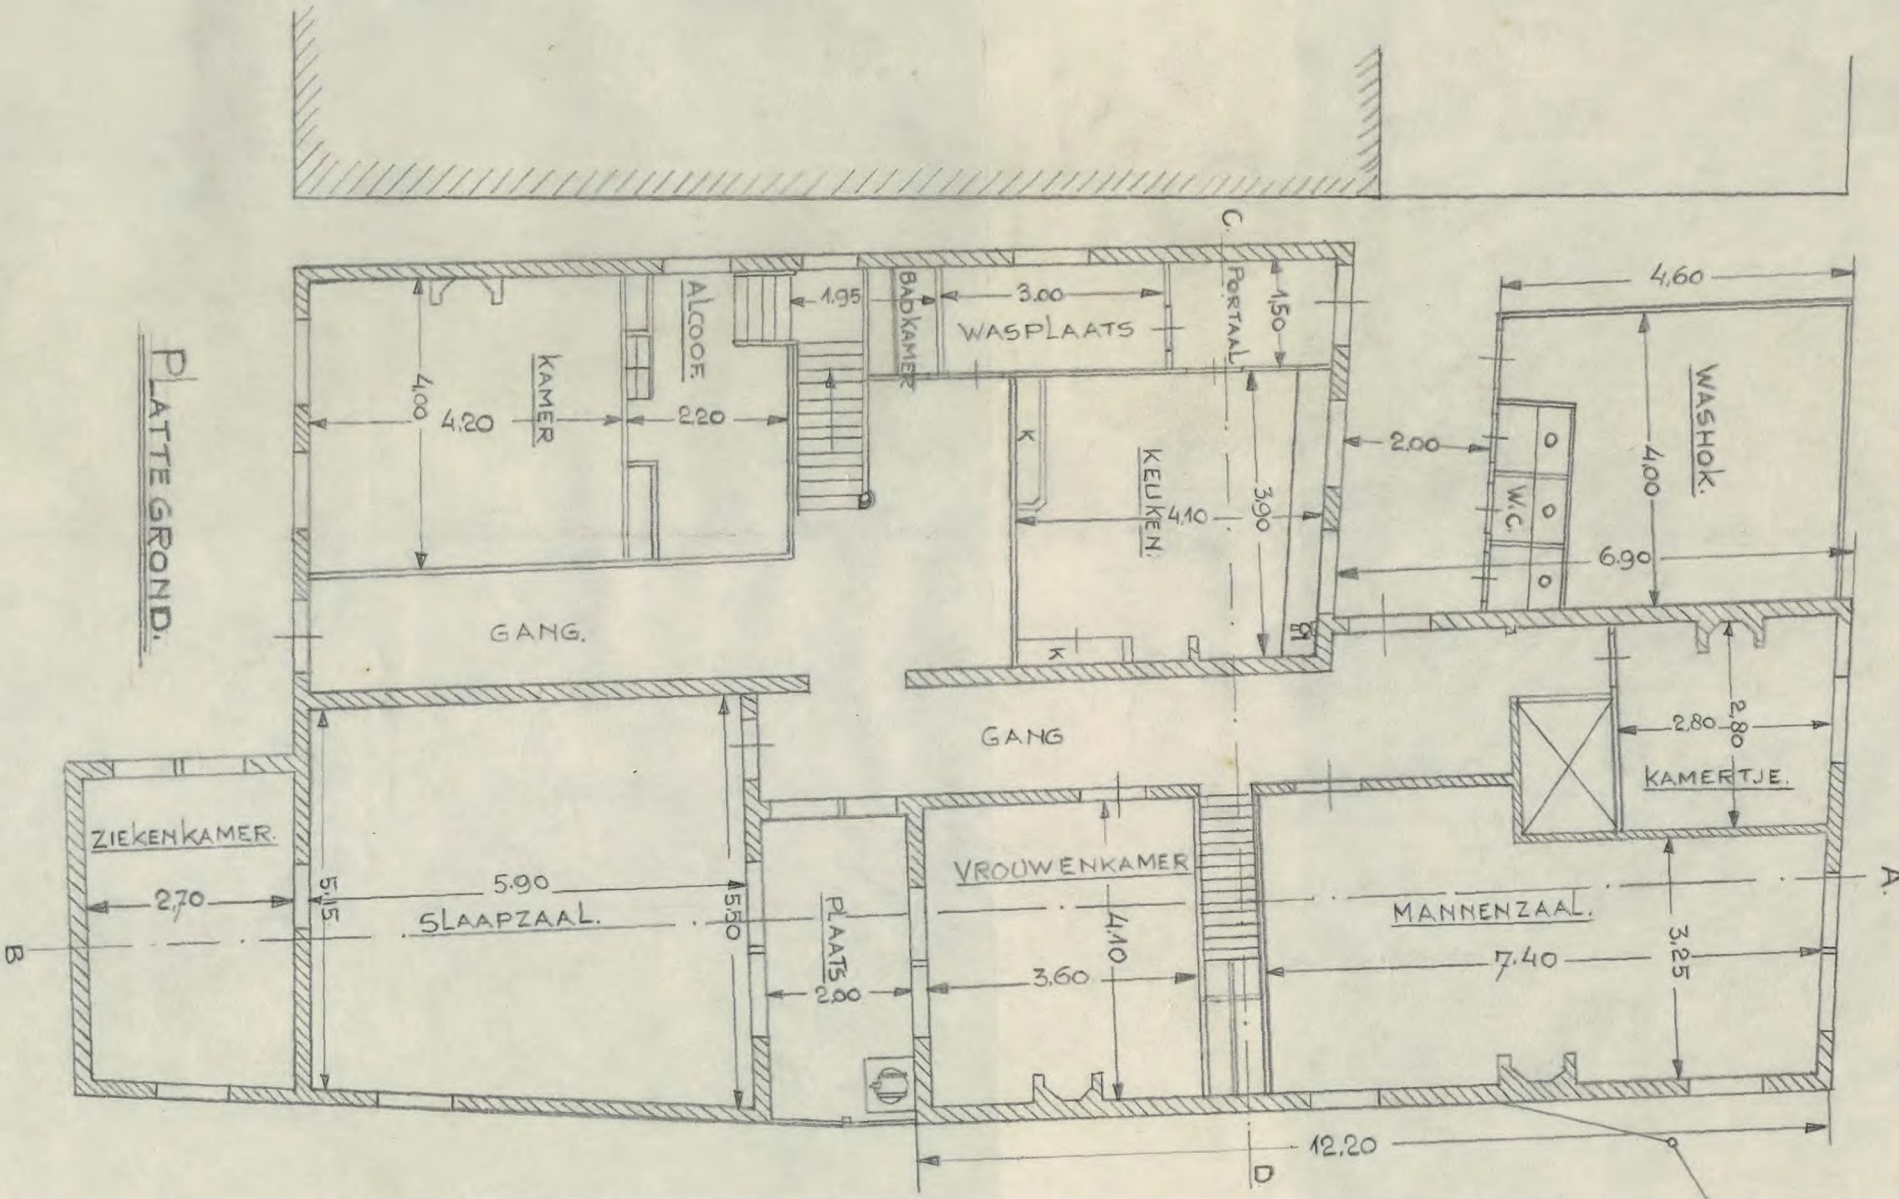 PLATTEGROND.
C.
4.60
PORTAAL
1,50
BADKAMER
3.00
WASPLAATS
1.95
ALCOOF.
2.20
KAMER
4.00
4.20
KEUKEN.
K
4.10
3.90
K
2.00
WASHOK.
4.00
W.C.
6.90
GANG.
GANG
2.80
2,80
KAMERTJE.
ZIEKENKAMER.
2,70
5.90
SLAAPZAAL.
5,15
5.50
PLAATS
2.00
VROUWENKAMER
4.10
3.60
MANNENZAAL.
7.40
3,25
A.
B
12.20
D